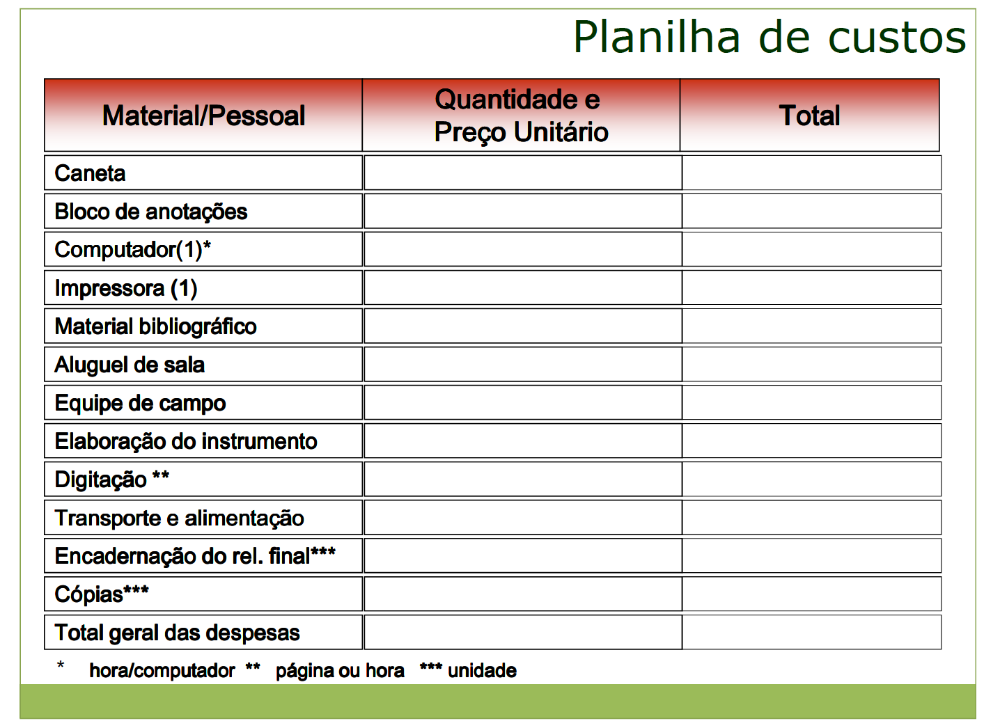 Planilha de custos
Material/Pessoal
Quantidade e
Preço Unitário
Total
Caneta
Bloco de anotações
Computador(1)*
Impressora (1)
Material bibliográfico
Aluguel de sala
Equipe de campo
Elaboração do instrumento
Digitação **
Transporte e alimentação
Encadernação do rel. final***
Cópias***
Total geral das despesas
* hora/computador ** página ou hora *** unidade